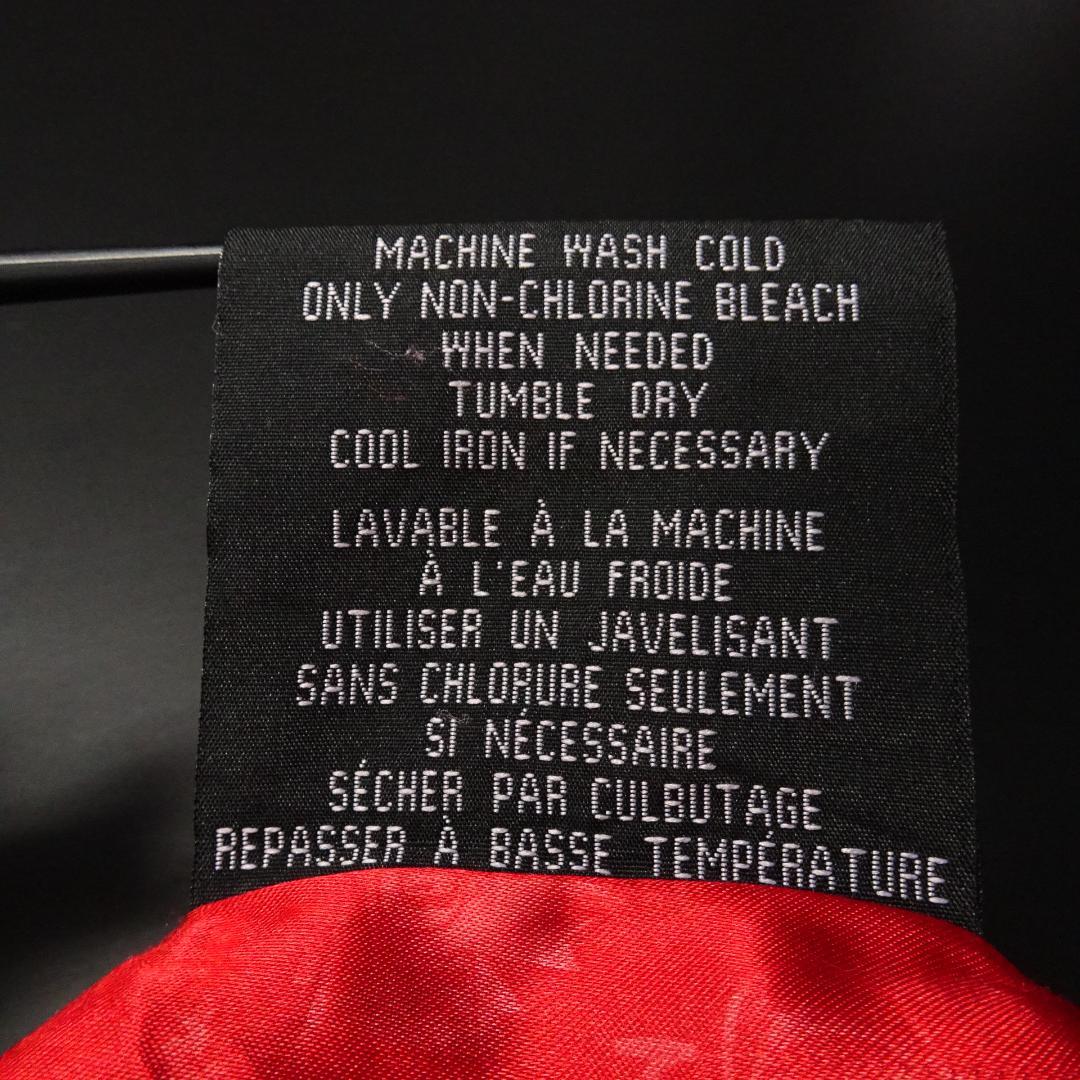 MACHINE WASH COLD
ONLY NON-CHLORINE BLEACH
WHEN NEEDED
TUMBLE DRY
COOL IRON IF NECESSARY
LAVABLE À LA MACHINE
À L'EAU FROIDE
UTILISER UN JAVELISANT
SANS CHLORURE SEULEMENT
SI NÉCESSAIRE
SÉCHER PAR CULBUTAGE
REPASSER À BASSE TEMPÉRATURE